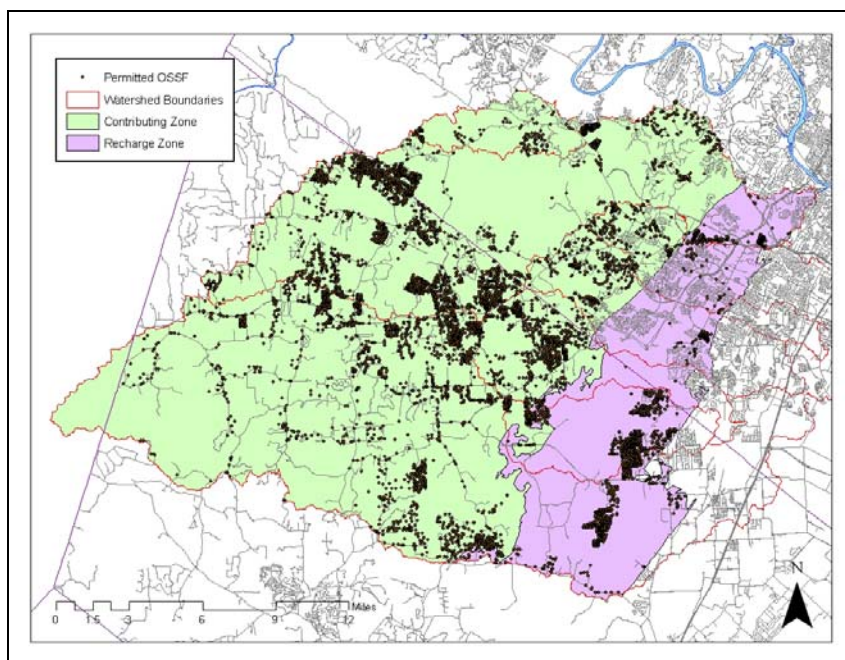 Permitted OSSF
Watershed Boundaries
Contributing Zone
Recharge Zone
N
Miles
0 1.5 3 6 9 12